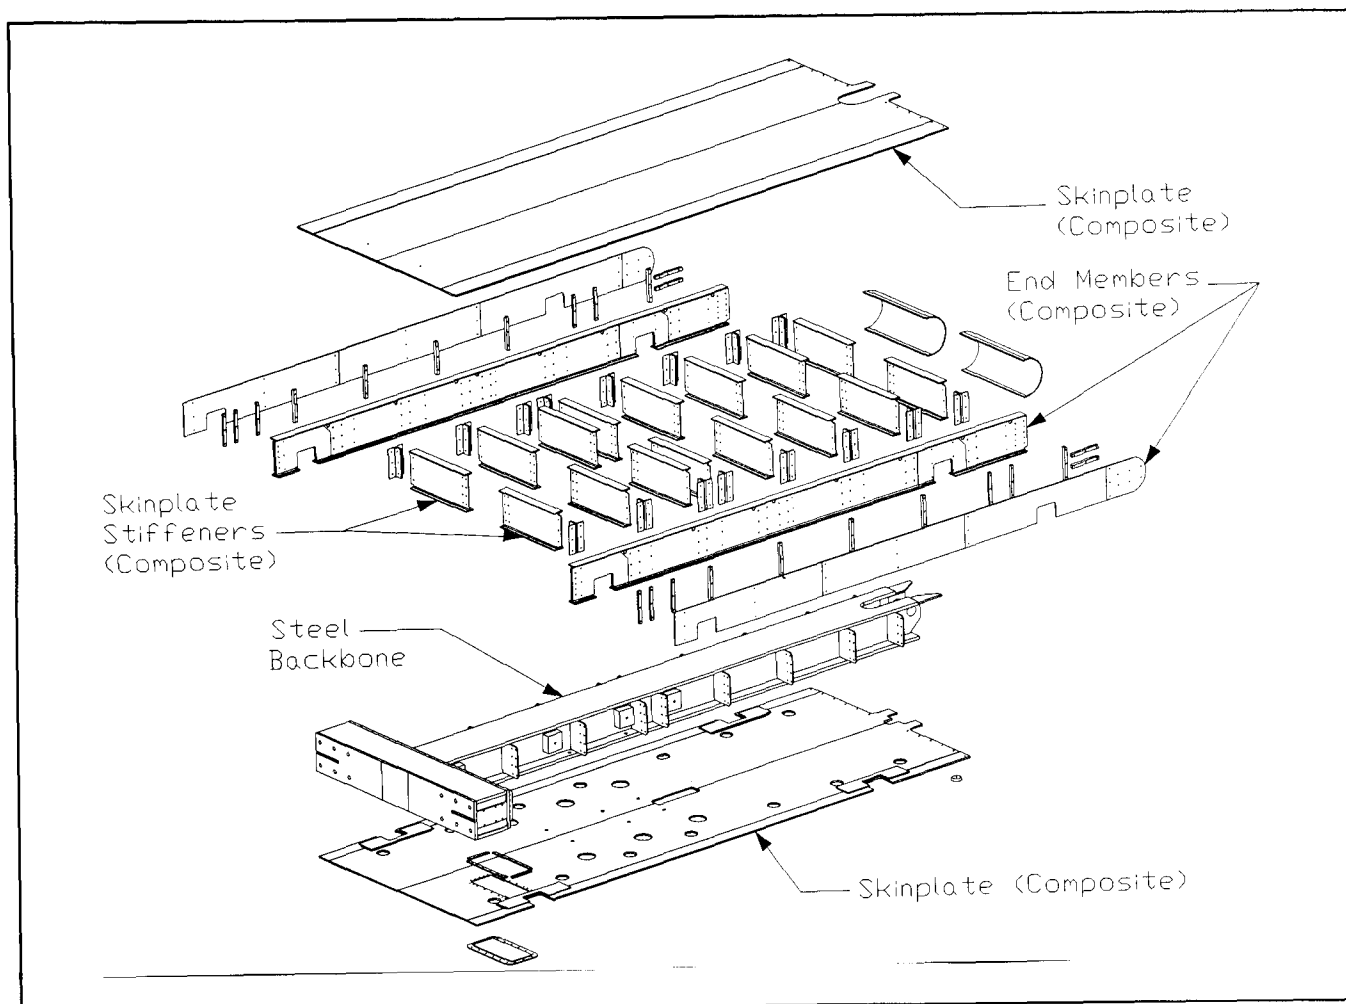 Skinplate
(Composite)
End Members
(Composite)
Skinplate
Stiffeners
(Composite)
Steel
Backbone
Skinplate (Composite)